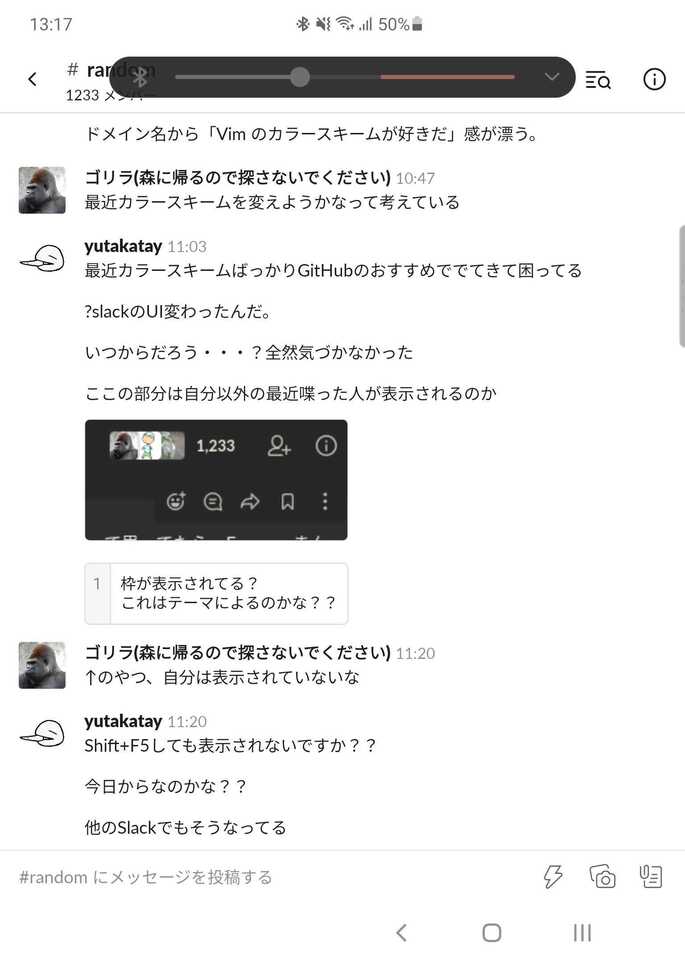 13:17
50%
# random
1233 メンバー
ドメイン名から「Vim のカラースキームが好きだ」感が漂う。
ゴリラ(森に帰るので探さないでください) 10:47
最近カラースキームを変えようかなって考えている
yutakatay 11:03
最近カラースキームばっかりGitHubのおすすめででてきて困ってる
?slackのUI変わったんだ。
いつからだろう・・・？全然気づかなかった
ここの部分は自分以外の最近喋った人が表示されるのか
1,233
1 枠が表示されてる？
これはテーマによるのかな？？
ゴリラ(森に帰るので探さないでください) 11:20
↑のやつ、自分は表示されていないな
yutakatay 11:20
Shift+F5しても表示されないですか？？
今日からなのかな？？
他のSlackでもそうなってる
#random にメッセージを投稿する